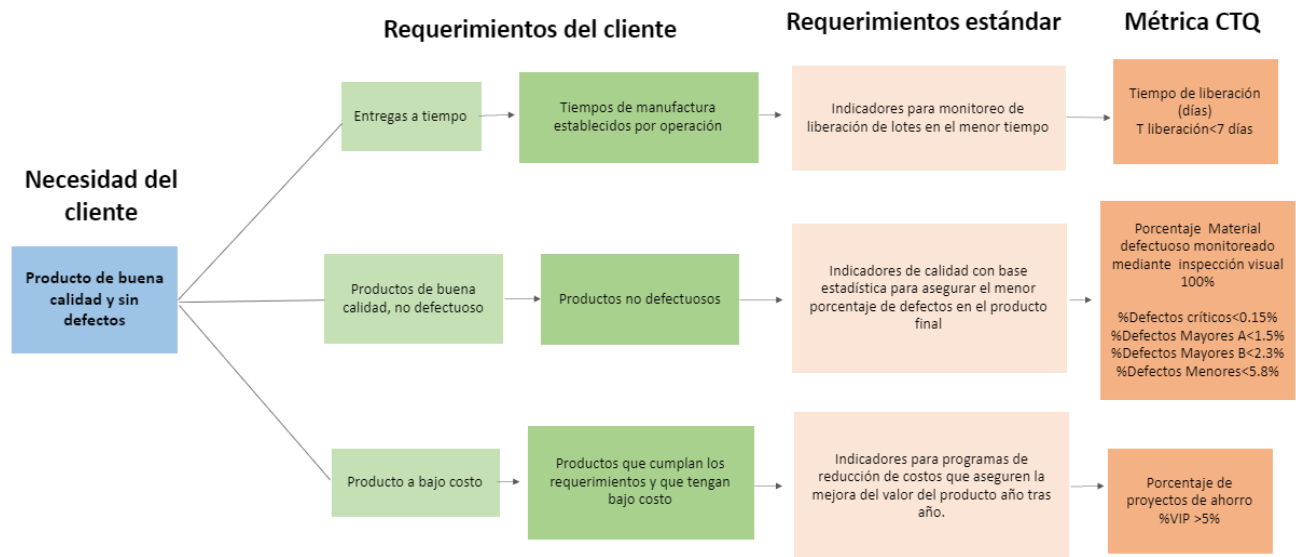 Requerimientos del cliente
Requerimientos estándar
Métrica CTQ
Necesidad del
cliente
Producto de buena
calidad y sin
defectos
Entregas a tiempo
Tiempos de manufactura
establecidos por operación
Indicadores para monitoreo de
liberación de lotes en el menor tiempo
Tiempo de liberación
(días)
T liberación<7 días
Productos de buena
calidad, no defectuoso
Productos no defectuosos
Indicadores de calidad con base
estadística para asegurar el menor
porcentaje de defectos en el producto
final
Porcentaje Material
defectuoso monitoreado
mediante inspección visual
100%
%Defectos críticos<0.15%
%Defectos Mayores A<1.5%
%Defectos Mayores B<2.3%
%Defectos Menores<5.8%
Producto a bajo costo
Productos que cumplan los
requerimientos y que tengan
bajo costo
Indicadores para programas de
reducción de costos que aseguren la
mejora del valor del producto año tras
año.
Porcentaje de
proyectos de ahorro
%VIP >5%